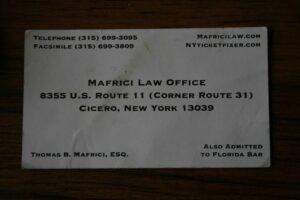 Telephone (315) 699-3095
Facsimile (315) 699-3809
Mafricilaw.com
NYticketfixer.com
Mafrici Law Office
8355 U.S. Route 11 (Corner Route 31)
Cicero, New York 13039
Thomas B. Mafrici, Esq.
Also Admitted
to Florida Bar